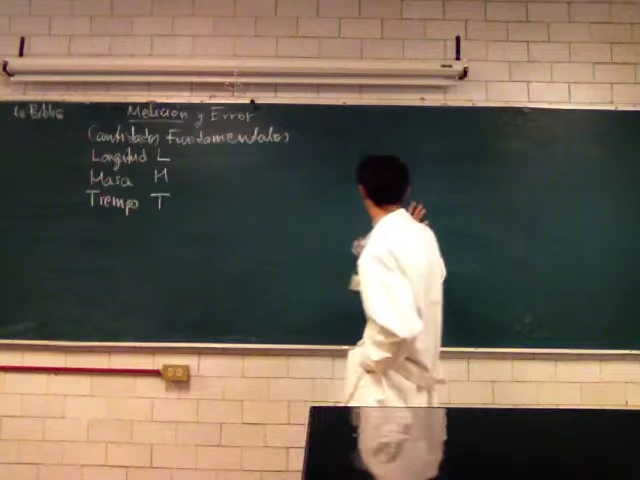 La Biblia
Medición y Error
Cantidades Fundamentales
Longitud L
Masa M
Tiempo T